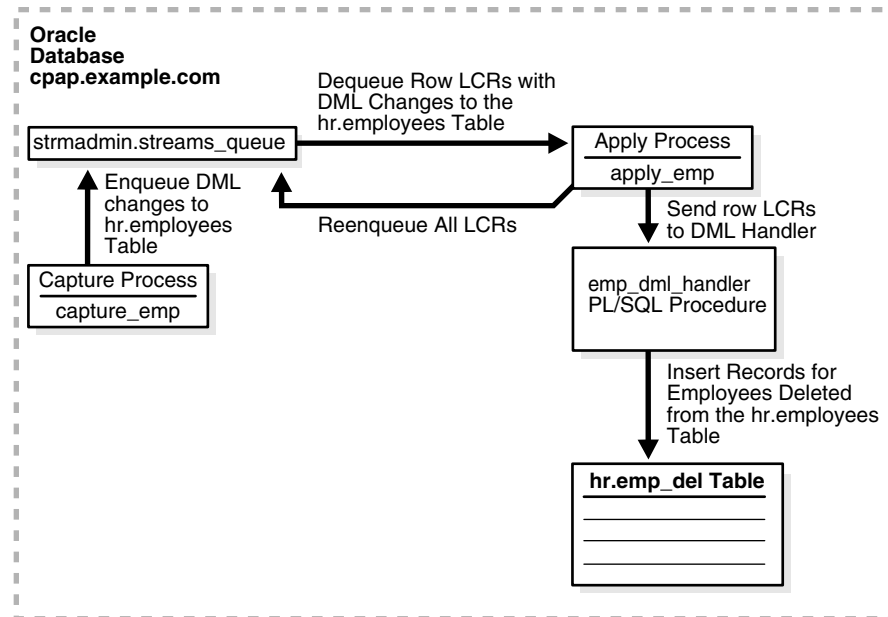 Oracle
Database
cpap.example.com
Dequeue Row LCRs with
DML Changes to the
hr.employees Table
strmadmin.streams_queue
Apply Process
apply_emp
Enqueue DML
changes to
hr.employees
Table
Reenqueue All LCRs
Send row LCRs
to DML Handler
Capture Process
capture_emp
emp_dml_handler
PL/SQL Procedure
Insert Records for
Employees Deleted
from the hr.employees
Table
hr.emp_del Table